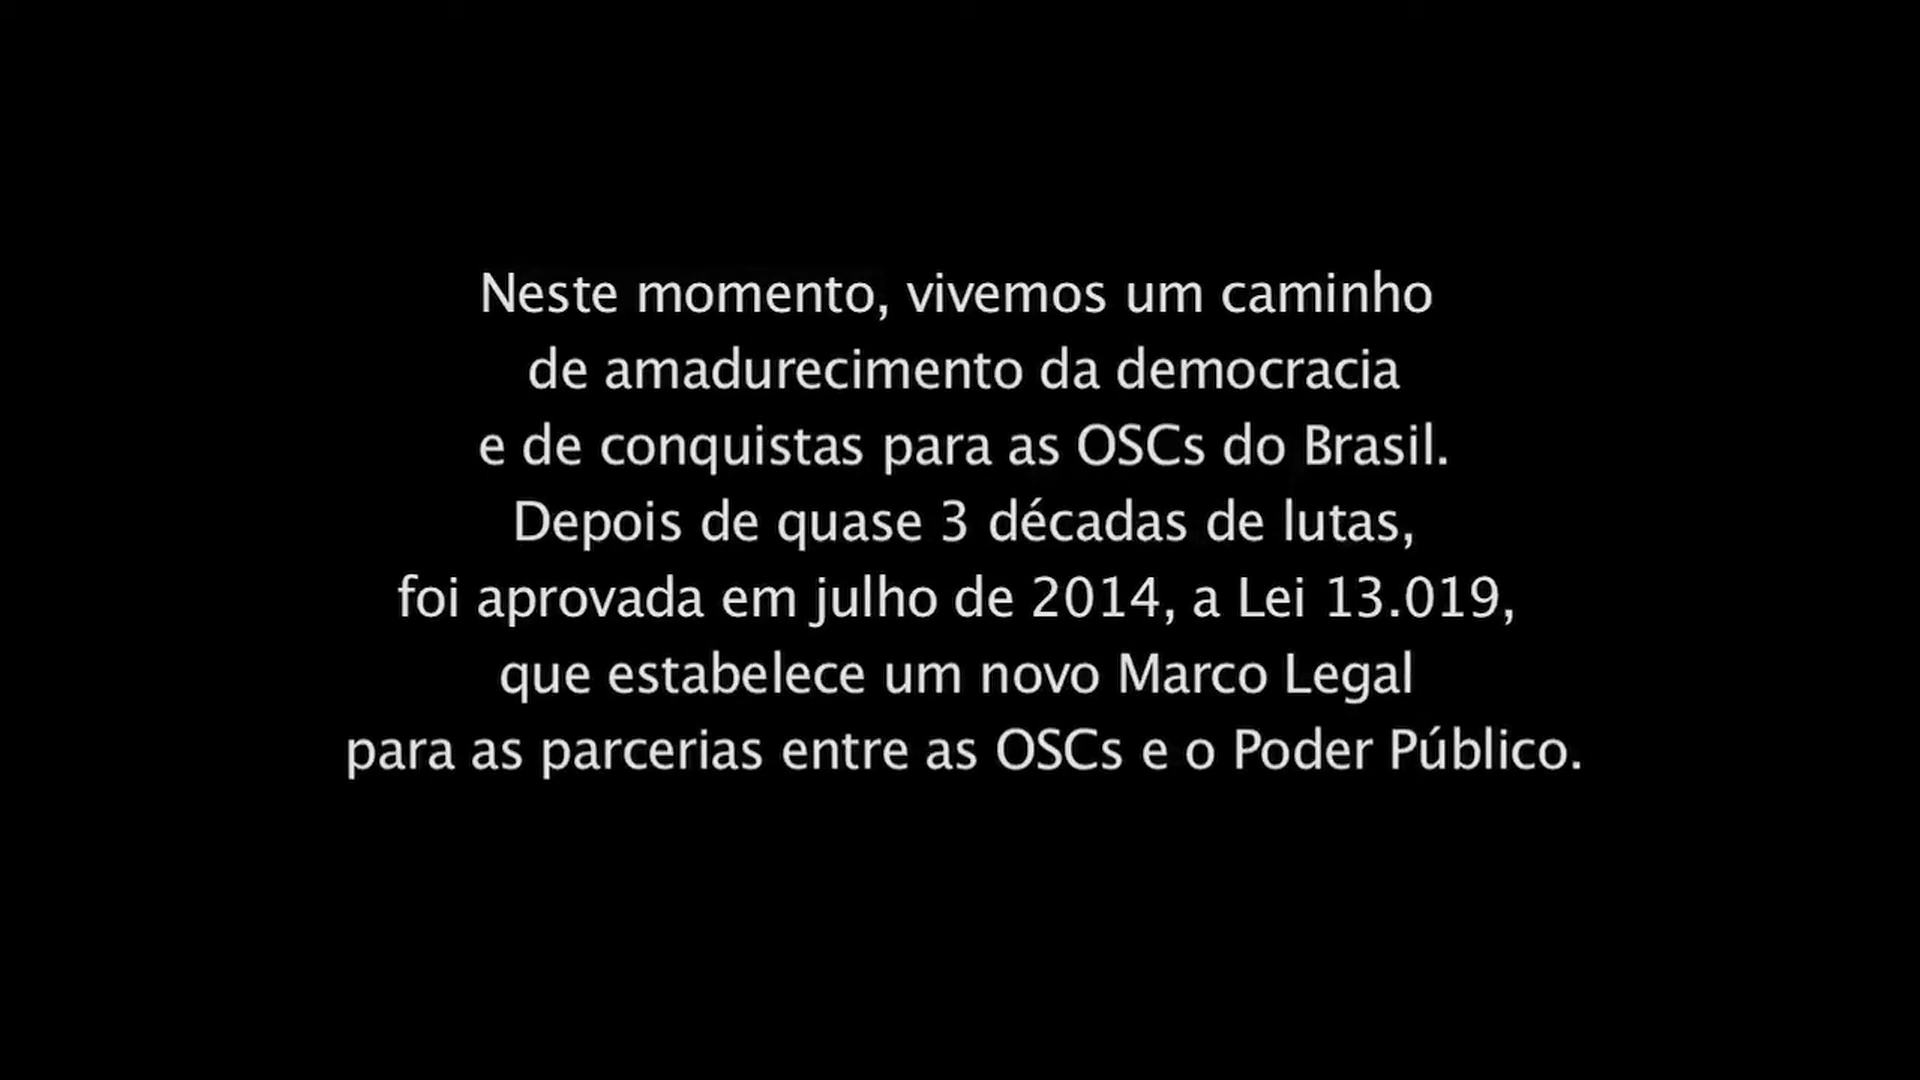 Neste momento, vivemos um caminho
de amadurecimento da democracia
e de conquistas para as OSCs do Brasil.
Depois de quase 3 décadas de lutas,
foi aprovada em julho de 2014, a Lei 13.019,
que estabelece um novo Marco Legal
para as parcerias entre as OSCs e o Poder Público.